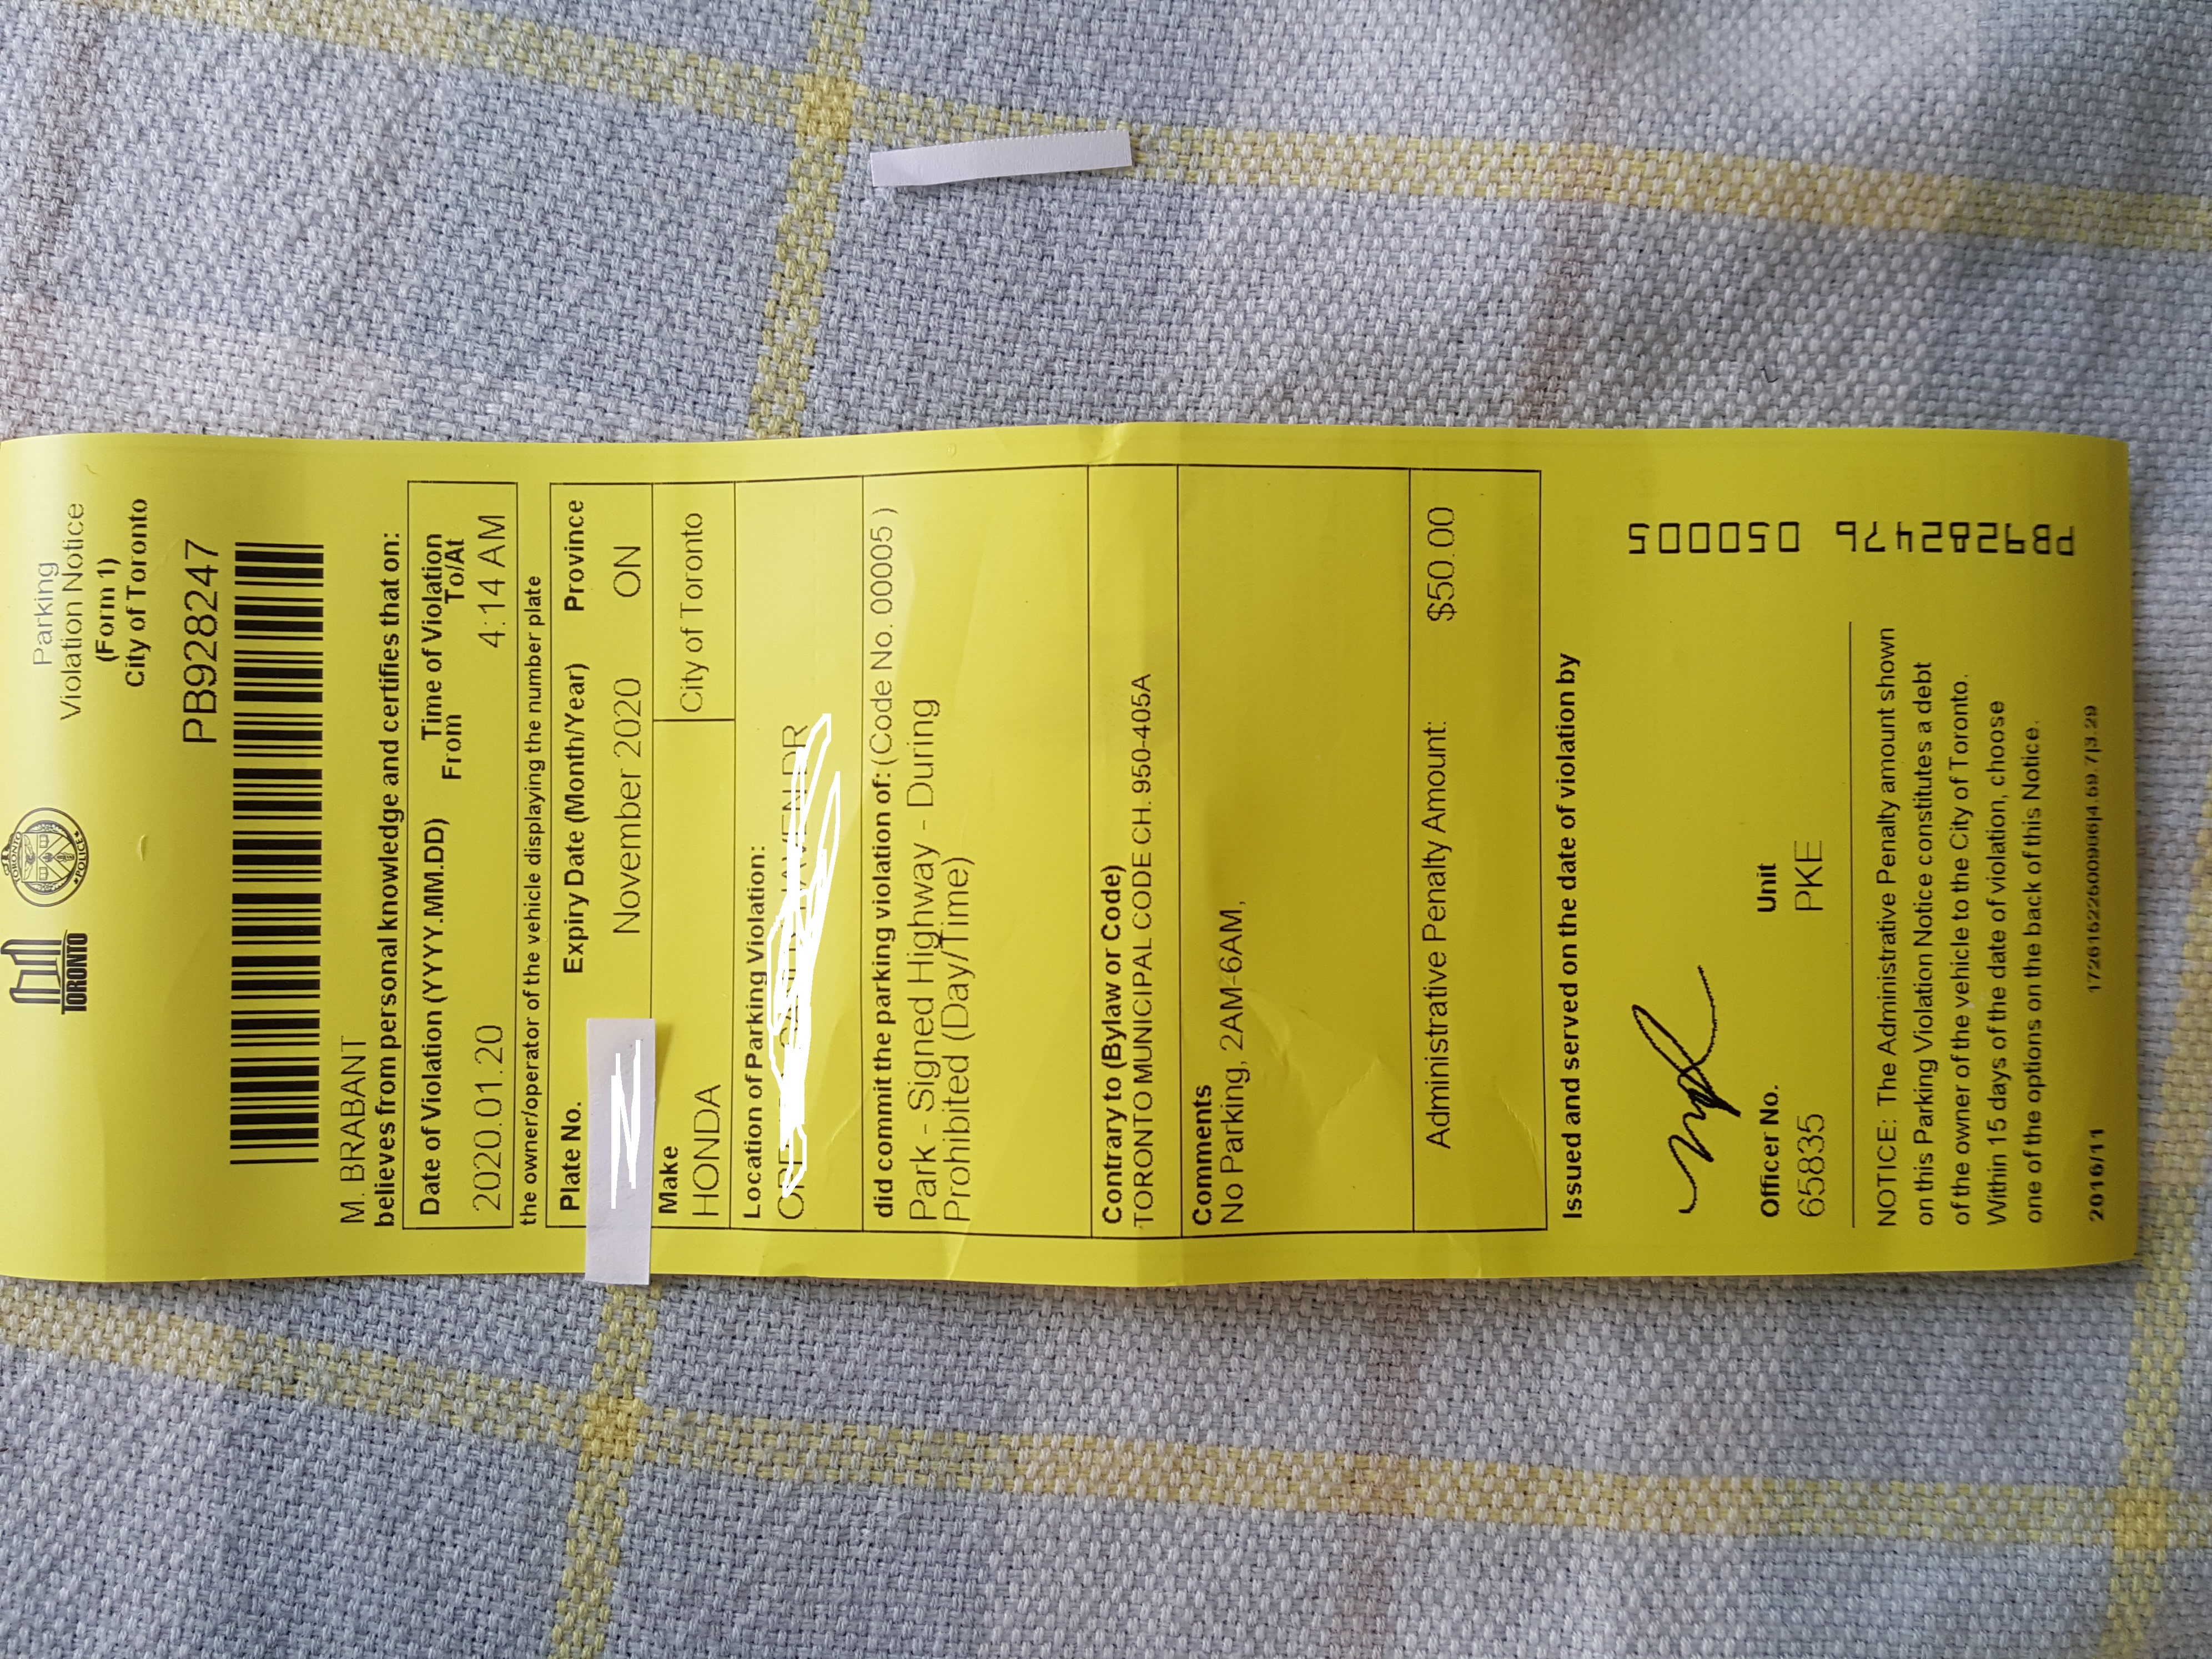 TORONTO
TORONTO
POLICE
Parking
Violation Notice
(Form 1)
City of Toronto
PB928247
M. BRABANT
believes from personal knowledge and certifies that on:
Date of Violation (YYYY.MM.DD) Time of Violation
From To/At
2020.01.20 4:14 AM
the owner/operator of the vehicle displaying the number plate
Plate No. Expiry Date (Month/Year) Province
November 2020 ON
Make
HONDA City of Toronto
Location of Parking Violation:
DR
did commit the parking violation of: (Code No. 00005 )
Park - Signed Highway - During
Prohibited (Day/Time)
Contrary to (Bylaw or Code)
TORONTO MUNICIPAL CODE CH. 950-405A
Comments
No Parking, 2AM-6AM,
Administrative Penalty Amount: $50.00
Issued and served on the date of violation by
Officer No. Unit
65835 PKE
NOTICE: The Administrative Penalty amount shown
on this Parking Violation Notice constitutes a debt
of the owner of the vehicle to the City of Toronto.
Within 15 days of the date of violation, choose
one of the options on the back of this Notice.
2016/11
PB9282476 050005